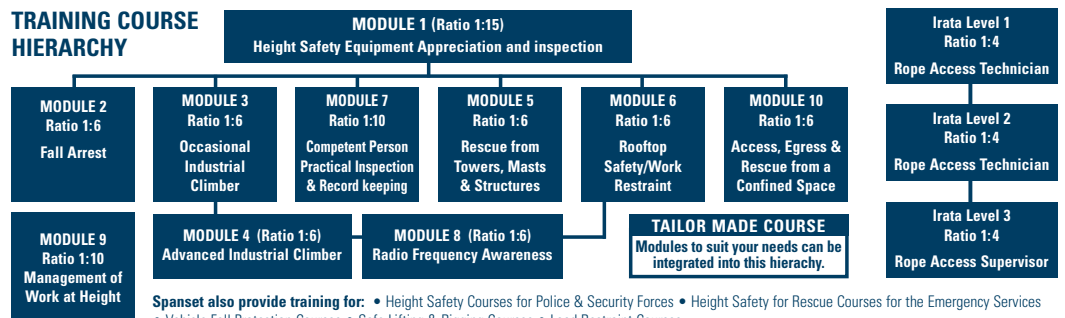 TRAINING COURSE
HIERARCHY
MODULE 1 (Ratio 1:15)
Height Safety Equipment Appreciation and inspection
MODULE 2
Ratio 1:6
Fall Arrest
MODULE 3
Ratio 1:6
Occasional
Industrial
Climber
MODULE 7
Ratio 1:10
Competent Person
Practical Inspection
& Record keeping
MODULE 5
Ratio 1:6
Rescue from
Towers, Masts
& Structures
MODULE 6
Ratio 1:6
Rooftop
Safety/Work
Restraint
MODULE 10
Ratio 1:6
Access, Egress &
Rescue from a
Confined Space
MODULE 9
Ratio 1:10
Management of
Work at Height
MODULE 4 (Ratio 1:6)
Advanced Industrial Climber
MODULE 8 (Ratio 1:6)
Radio Frequency Awareness
TAILOR MADE COURSE
Modules to suit your needs can be
integrated into this hierachy.
Irata Level 1
Ratio 1:4
Rope Access Technician
Irata Level 2
Ratio 1:4
Rope Access Technician
Irata Level 3
Ratio 1:4
Rope Access Supervisor
Spanset also provide training for: • Height Safety Courses for Police & Security Forces • Height Safety for Rescue Courses for the Emergency Services